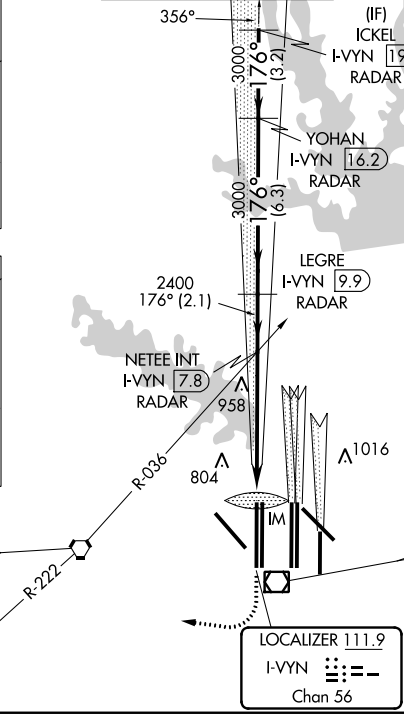 356°
(IF)
ICKEL
I-VYN 19
RADAR
3000
176°
(3.2)
YOHAN
I-VYN 16.2
RADAR
3000
176°
(6.3)
LEGRE
I-VYN 9.9
RADAR
2400
176° (2.1)
NETEE INT
I-VYN 7.8
RADAR
958
1016
804
R-036
IM
R-222
LOCALIZER 111.9
I-VYN
Chan 56